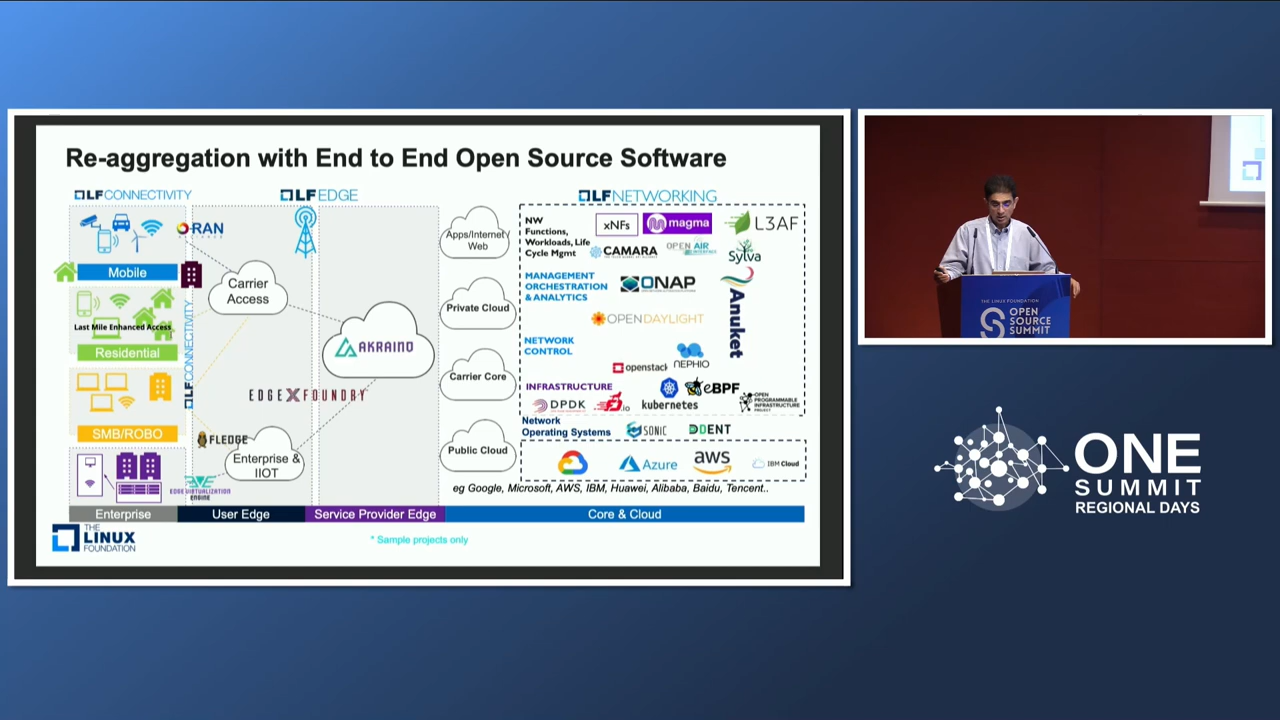 Re-aggregation with End to End Open Source Software
LF CONNECTIVITY
LF EDGE
LF NETWORKING
RAN
Mobile
Carrier
Access
Last Mile Enhanced Access
Residential
LF CONNECTIVITY
SMB/ROBO
AKRAINO
EDGE X FOUNDRY
FLEDGE
Enterprise &
IIOT
EDGE VIRTUALIZATION
ENGINE
Apps/Internet/
Web
Private Cloud
Carrier Core
Public Cloud
NW
Functions,
Workloads, Life
Cycle Mgmt
xNFs
magma
L3AF
CAMARA
OPEN AIR
INTERFACE
Sylva
MANAGEMENT
ORCHESTRATION
& ANALYTICS
ONAP
Anuket
OPENDAYLIGHT
NETWORK
CONTROL
openstack
NEPHIO
INFRASTRUCTURE
DPDK
.io
kubernetes
eBPF
OPEN
PROGRAMMABLE
INFRASTRUCTURE
PROJECT
Network
Operating Systems
SONIC
DDENT
Azure
aws
IBM Cloud
eg Google, Microsoft, AWS, IBM, Huawei, Alibaba, Baidu, Tencent..
Enterprise
User Edge
Service Provider Edge
Core & Cloud
THE
LINUX
FOUNDATION
* Sample projects only
THE LINUX FOUNDATION
OPEN
SOURCE
SUMMIT
ONE
SUMMIT
REGIONAL DAYS